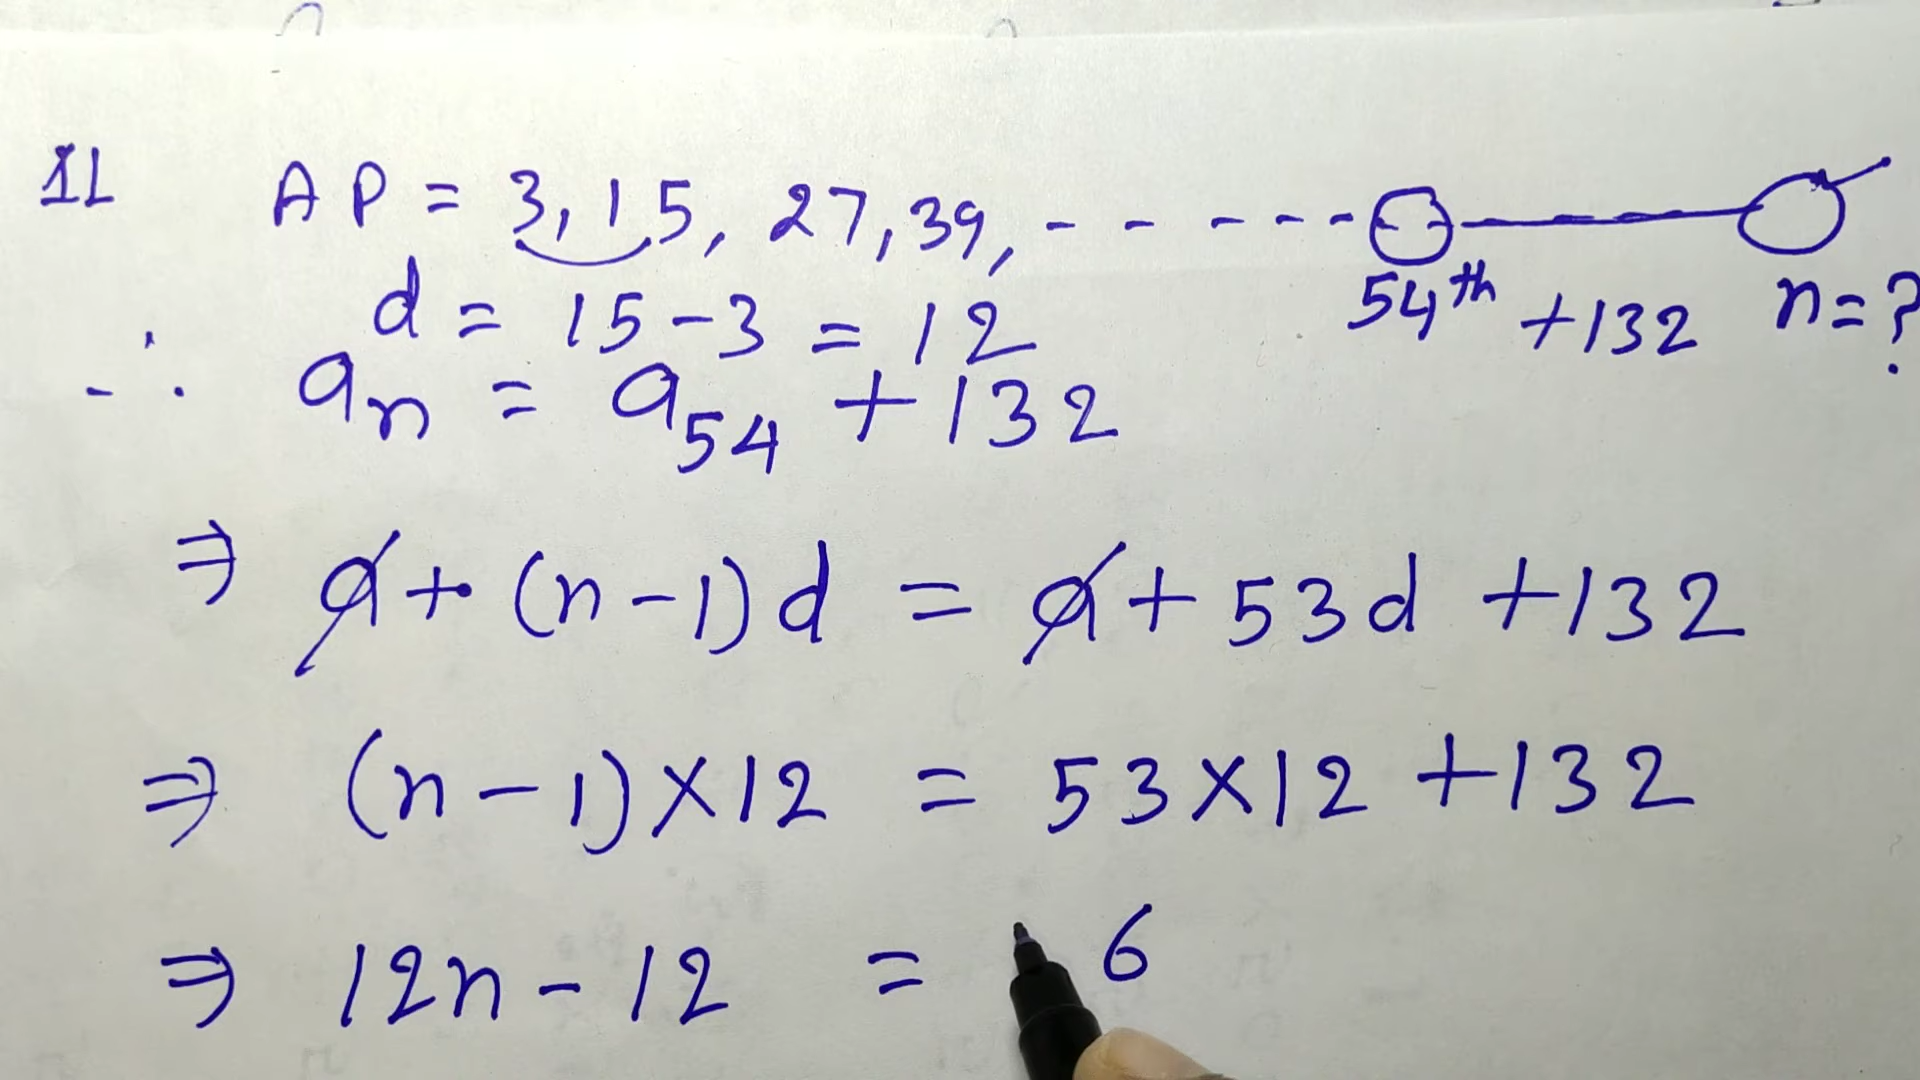 11 AP = 3, 15, 27, 39, - - - - - - 
54th +132 n=?
d = 15-3 = 12
∴ an = a54 + 132
⇒ a + (n-1)d = a + 53d +132
⇒ (n-1)×12 = 53×12 +132
⇒ 12n - 12 = 6